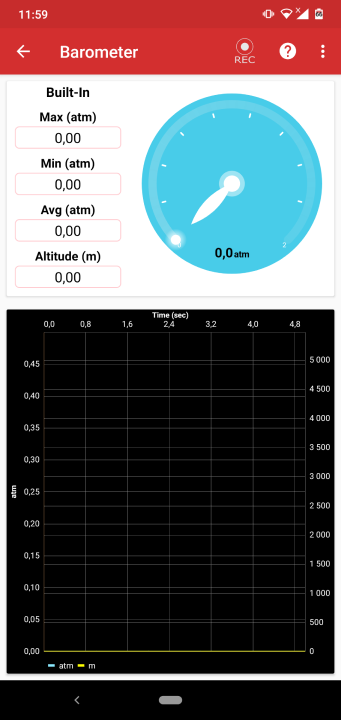 11:59
Barometer
REC
?
Built-In
Max (atm)
0,00
Min (atm)
0,00
Avg (atm)
0,00
Altitude (m)
0,00
0
2
0,0 atm
Time (sec)
0,0 0,8 1,6 2,4 3,2 4,0 4,8
atm
0,45
0,40
0,35
0,30
0,25
0,20
0,15
0,10
0,05
0,00
5 000
4 500
4 000
3 500
3 000
2 500
2 000
1 500
1 000
500
0
atm m